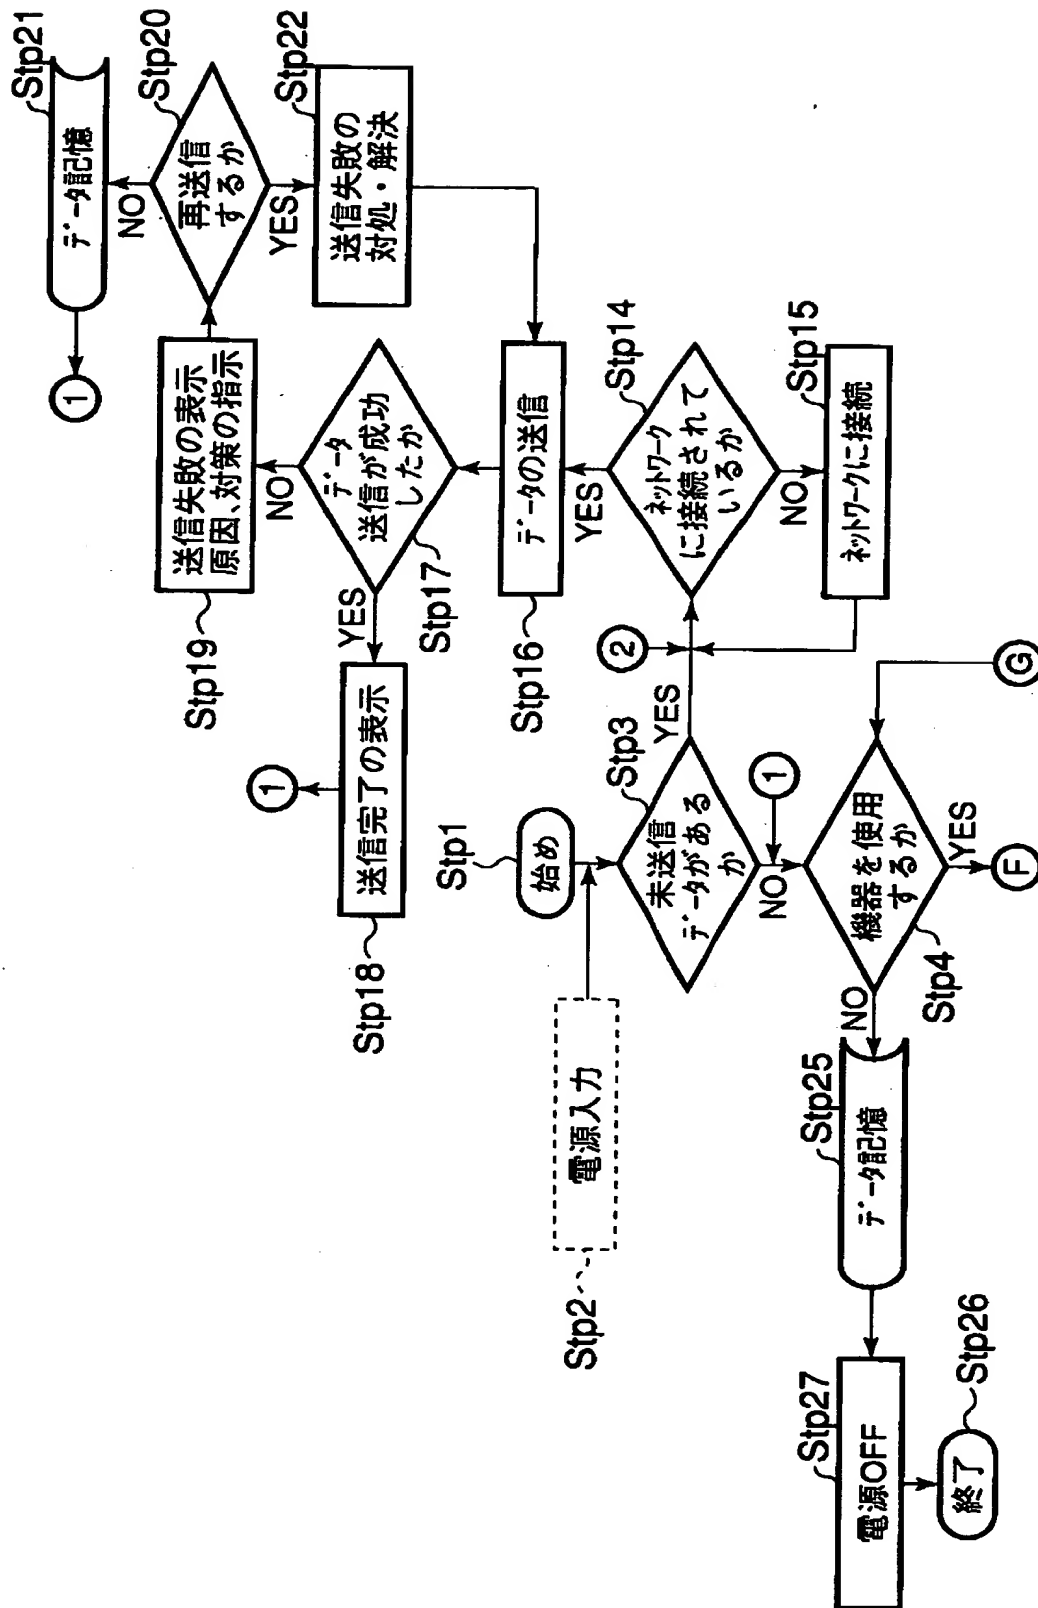 Stp1
始め
Stp2
電源入力
Stp3
未送信
データがある
か
YES
NO
1
2
Stp4
機器を使用
するか
YES
NO
F
G
Stp25
データ記憶
Stp27
電源OFF
Stp26
終了
Stp14
ネットワーク
に接続されて
いるか
YES
NO
Stp15
ネットワークに接続
Stp16
データの送信
Stp17
データ
送信が成功
したか
YES
NO
Stp18
送信完了の表示
1
Stp19
送信失敗の表示
原因、対策の指示
Stp20
再送信
するか
NO
YES
Stp21
データ記憶
1
Stp22
送信失敗の
対処・解決